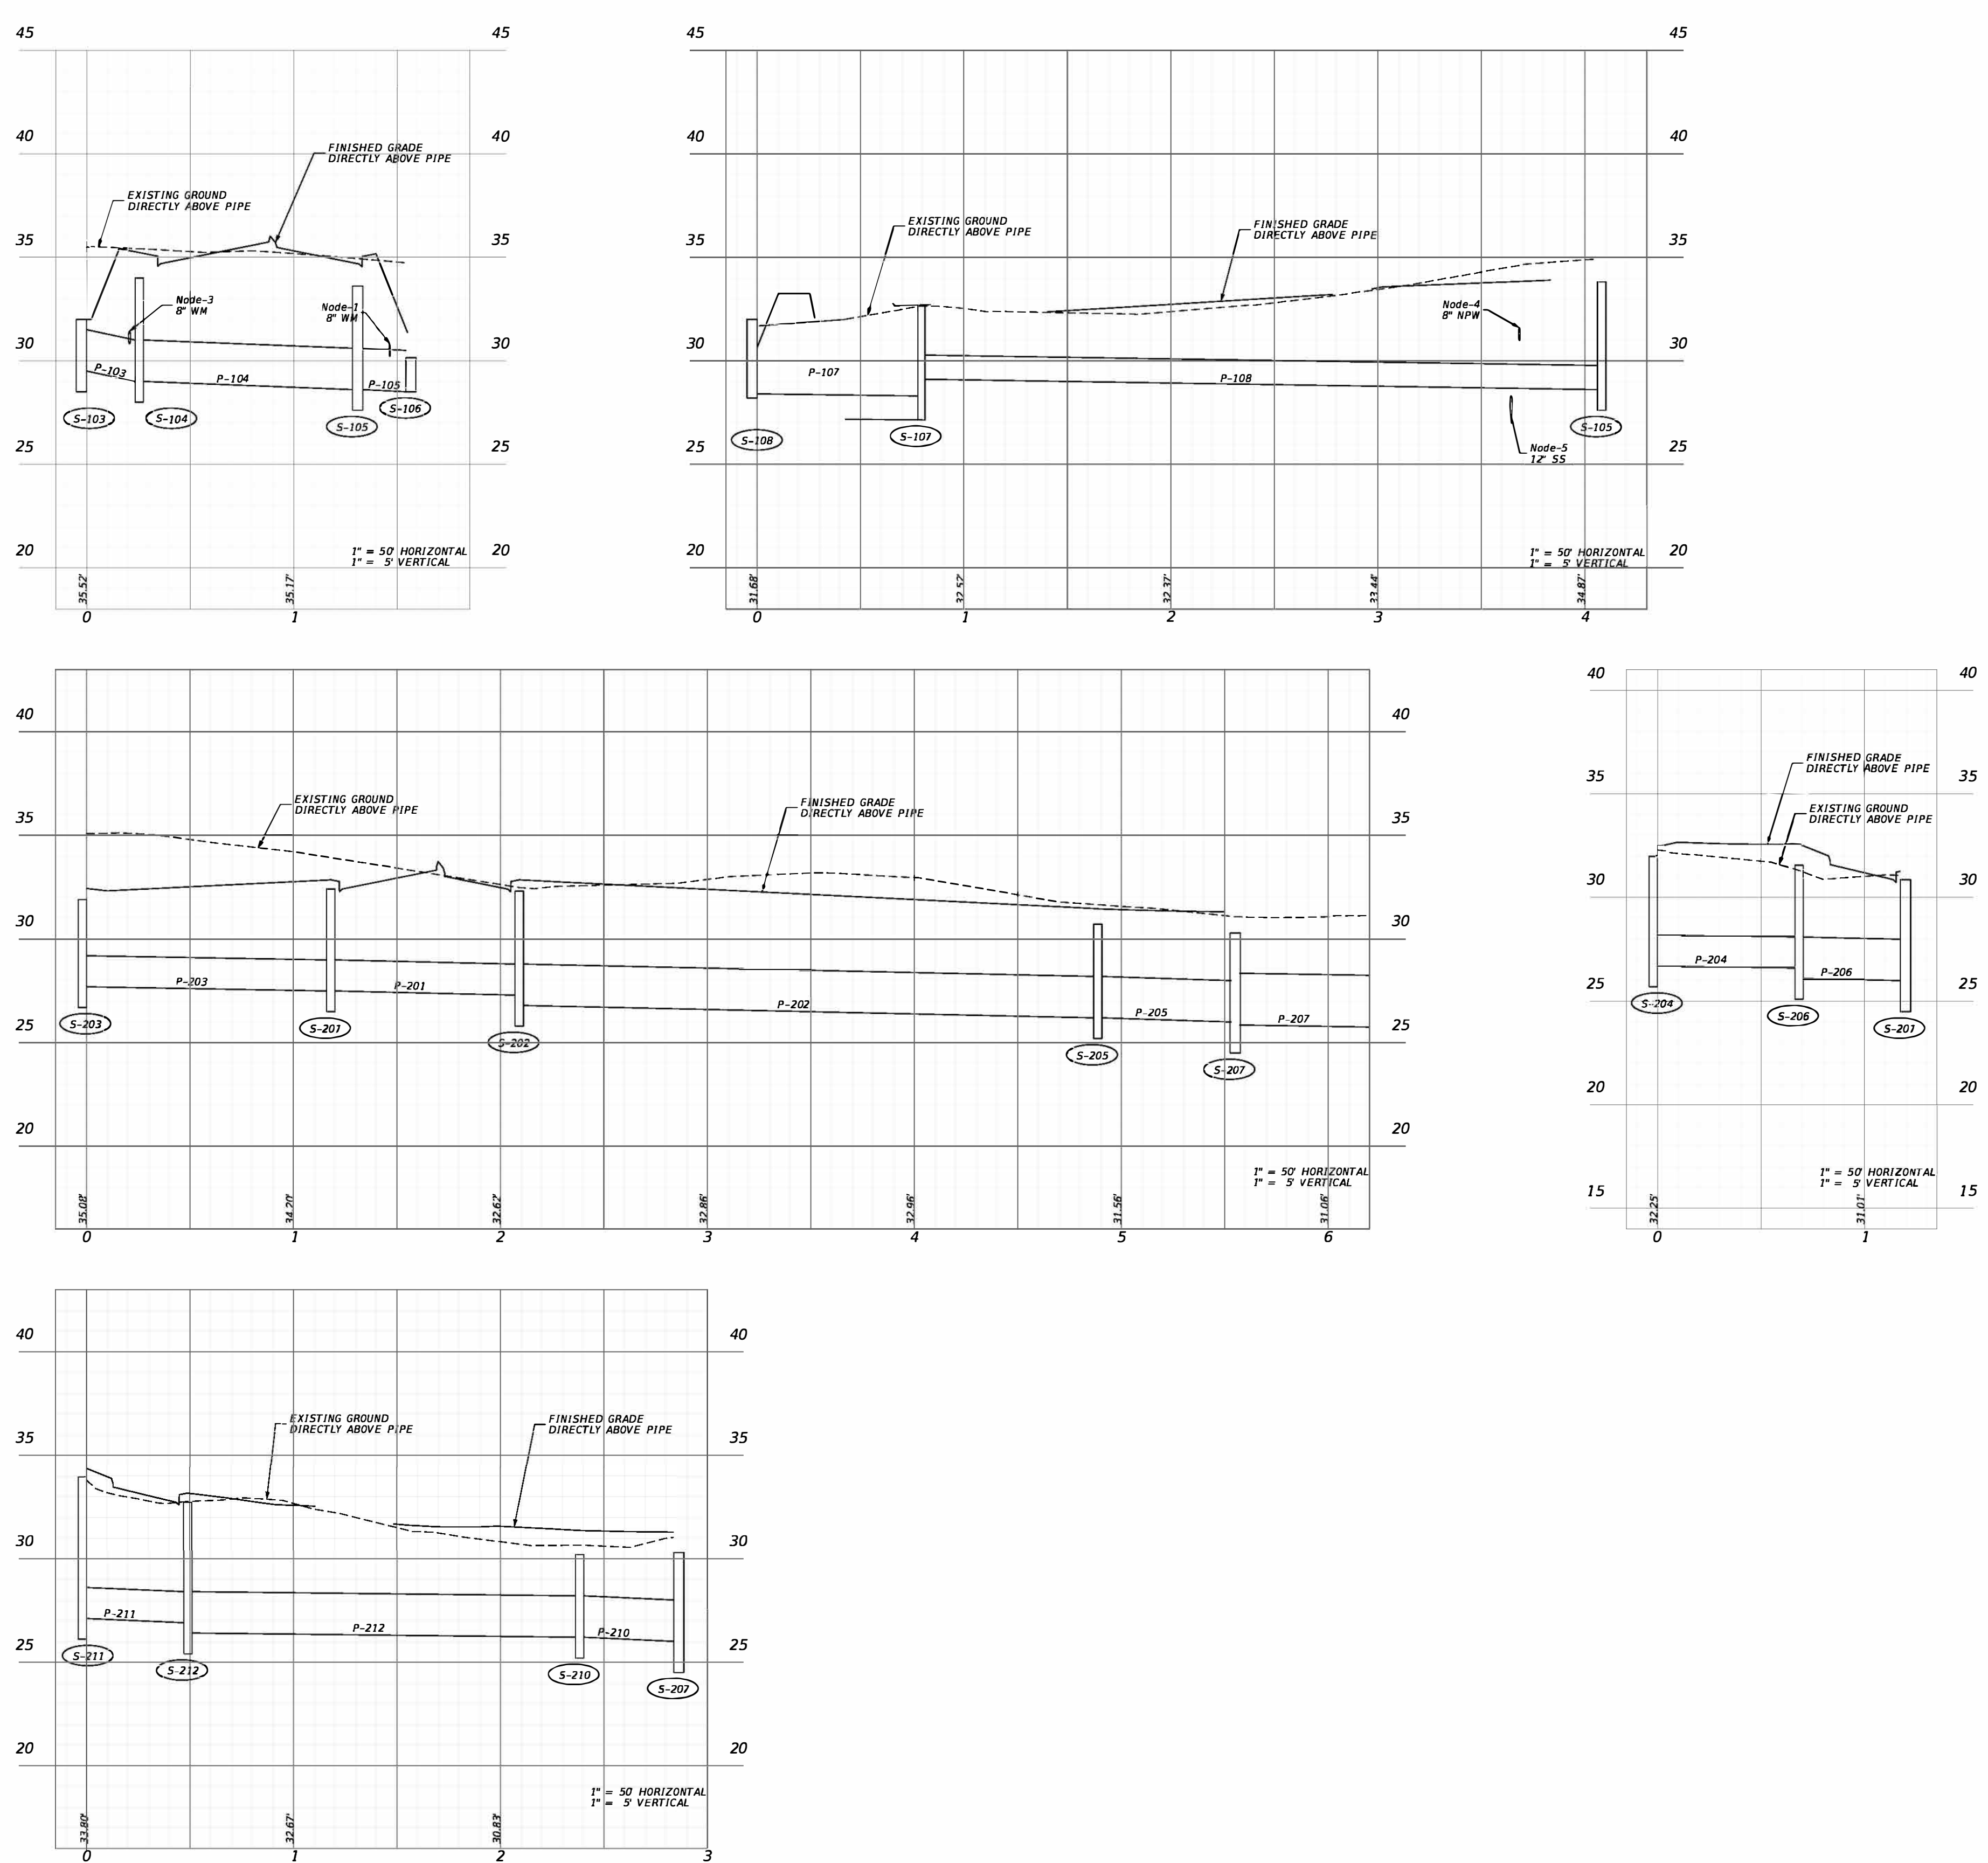 45
45
40
40
FINISHED GRADE
DIRECTLY ABOVE PIPE
EXISTING GROUND
DIRECTLY ABOVE PIPE
35
35
Node-3
8" WM
Node-1
8" WM
30
30
P-103
P-104
P-105
S-103
S-104
S-105
S-106
25
25
1" = 50' HORIZONTAL
1" = 5' VERTICAL
20
20
35.52'
35.17'
0
1
45
45
40
40
EXISTING GROUND
DIRECTLY ABOVE PIPE
FINISHED GRADE
DIRECTLY ABOVE PIPE
35
35
Node-4
8" NPW
30
30
P-107
P-108
S-108
S-107
S-105
25
25
Node-5
12" SS
1" = 50' HORIZONTAL
1" = 5' VERTICAL
20
20
31.68'
32.52'
32.37'
33.44'
34.87'
0
1
2
3
4
40
40
EXISTING GROUND
DIRECTLY ABOVE PIPE
FINISHED GRADE
DIRECTLY ABOVE PIPE
35
35
30
30
P-203
P-201
P-202
P-205
P-207
S-203
S-201
S-202
S-205
S-207
25
25
20
20
1" = 50' HORIZONTAL
1" = 5' VERTICAL
35.08'
34.20'
32.62'
32.86'
32.96'
31.56'
31.06'
0
1
2
3
4
5
6
40
40
FINISHED GRADE
DIRECTLY ABOVE PIPE
35
35
EXISTING GROUND
DIRECTLY ABOVE PIPE
30
30
P-204
P-206
25
25
S-204
S-206
S-201
20
20
1" = 50' HORIZONTAL
1" = 5' VERTICAL
15
15
32.25'
31.01'
0
1
40
40
EXISTING GROUND
DIRECTLY ABOVE PIPE
FINISHED GRADE
DIRECTLY ABOVE PIPE
35
35
30
30
P-211
P-212
P-210
25
25
S-211
S-212
S-210
S-207
20
20
1" = 50' HORIZONTAL
1" = 5' VERTICAL
33.80'
32.67'
30.83'
0
1
2
3